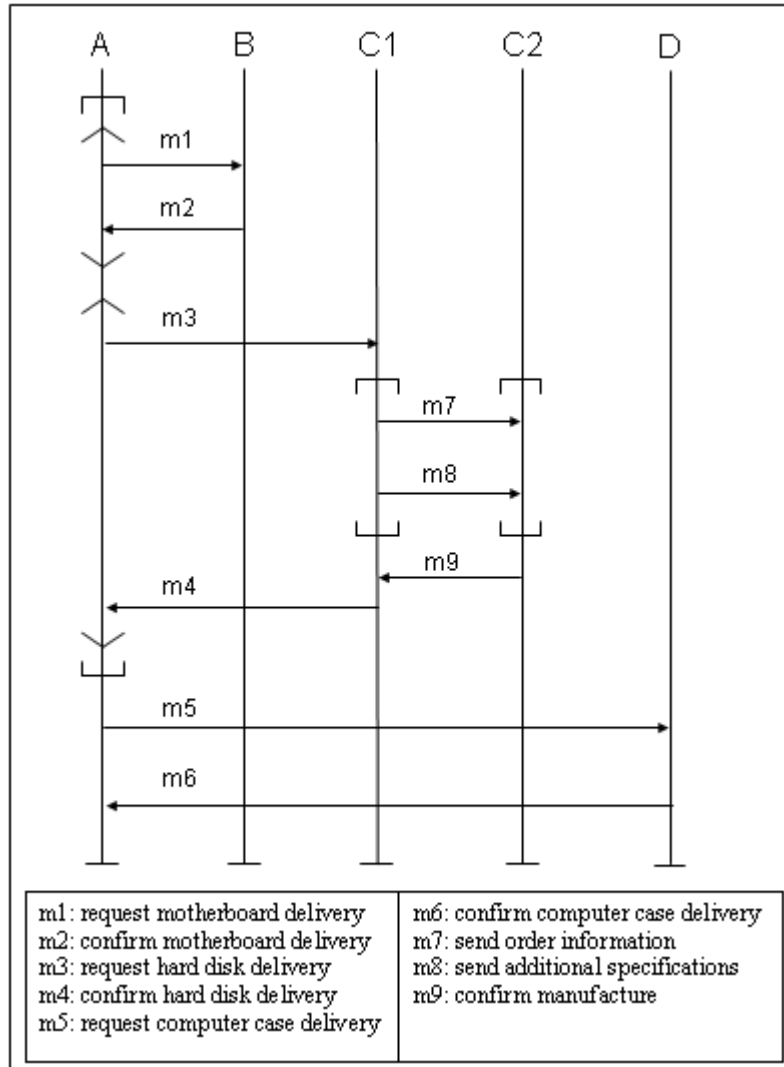 A B C1 C2 D
m1
m2
m3
m7
m8
m9
m4
m5
m6
m1: request motherboard delivery
m2: confirm motherboard delivery
m3: request hard disk delivery
m4: confirm hard disk delivery
m5: request computer case delivery
m6: confirm computer case delivery
m7: send order information
m8: send additional specifications
m9: confirm manufacture